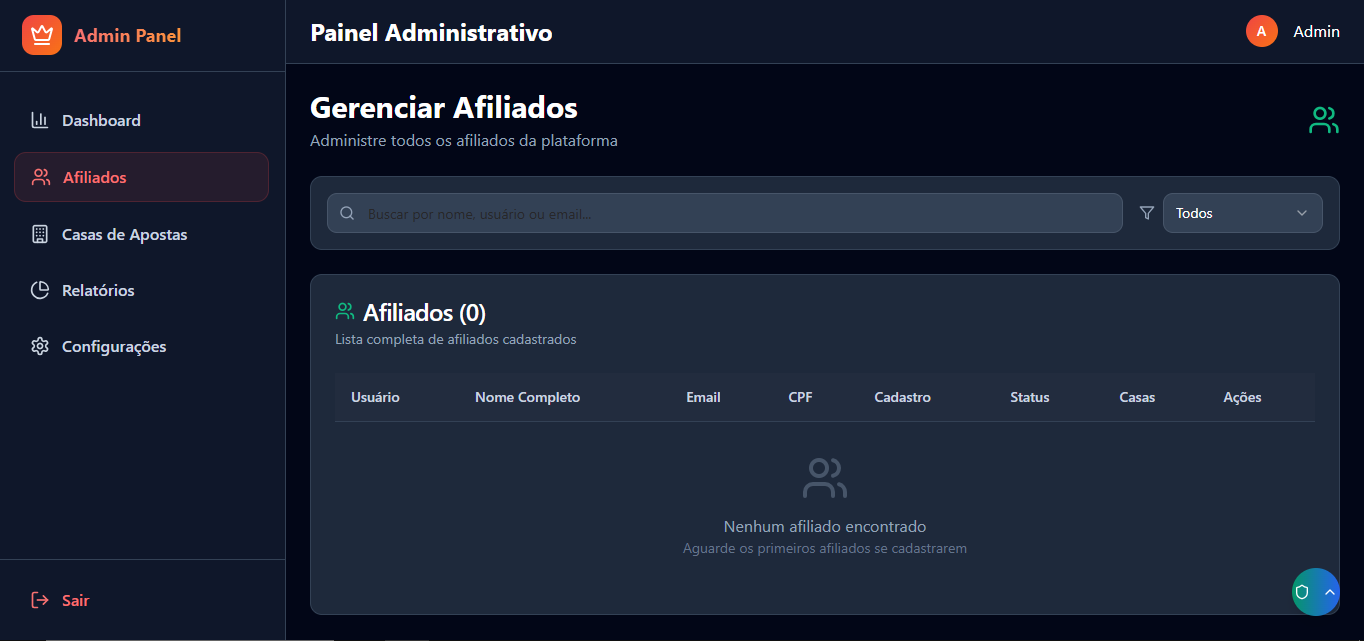 Admin Panel
Painel Administrativo
A
Admin
Dashboard
Afiliados
Casas de Apostas
Relatórios
Configurações
Sair
Gerenciar Afiliados
Administre todos os afiliados da plataforma
Buscar por nome, usuário ou email...
Todos
Afiliados (0)
Lista completa de afiliados cadastrados
Usuário Nome Completo Email CPF Cadastro Status Casas Ações
Nenhum afiliado encontrado
Aguarde os primeiros afiliados se cadastrarem